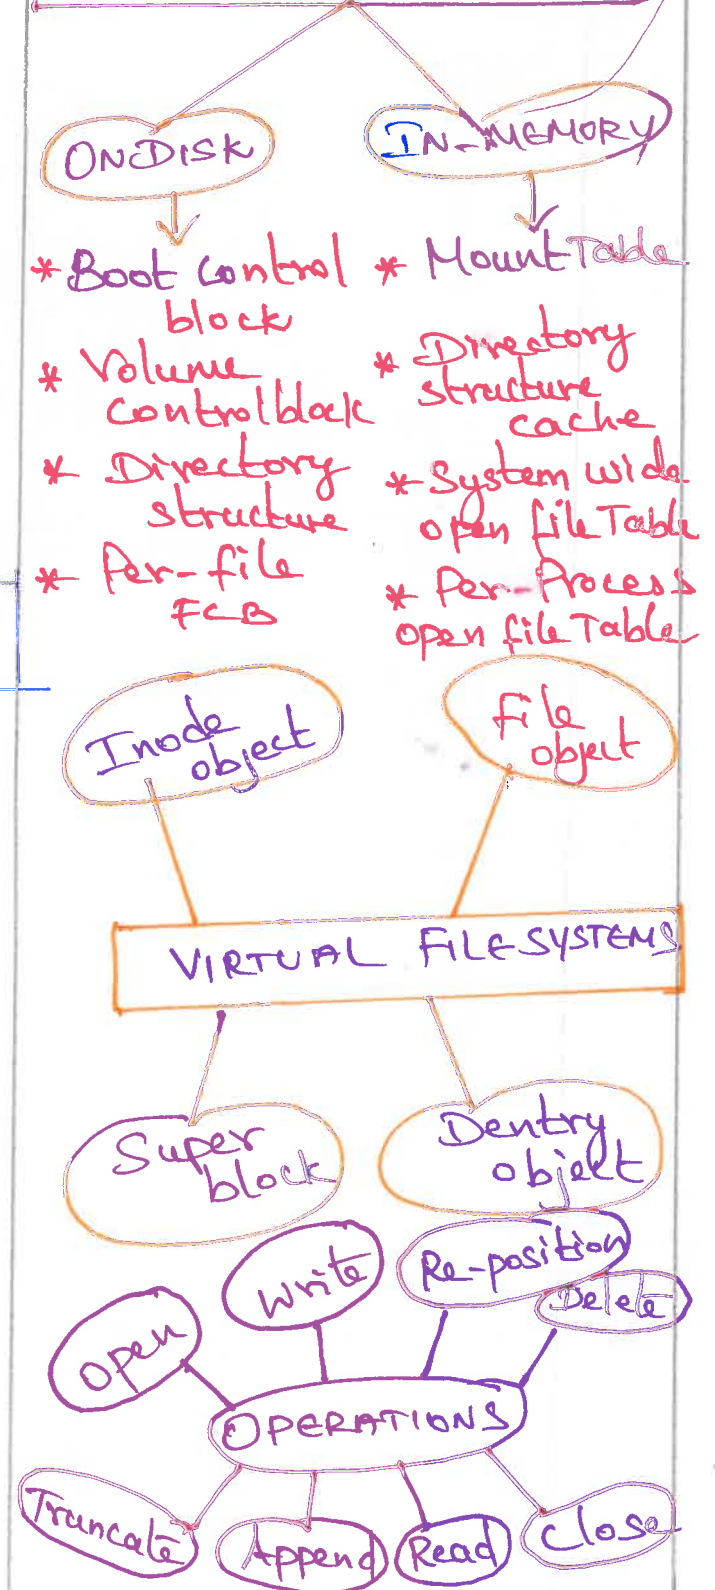 ONDISK
IN-MEMORY
* Boot control
block
* Volume
controlblock
* Directory
structure
* Per-file
FCB
* Mount Table
* Directory
structure
cache
* System wide
open file Table
* Per-Process
open file Table
Inode
object
File
object
VIRTUAL FILESYSTEMS
Super
block
Dentry
object
Open
Write
Re-position
Delete
OPERATIONS
Truncate
Append
Read
Close